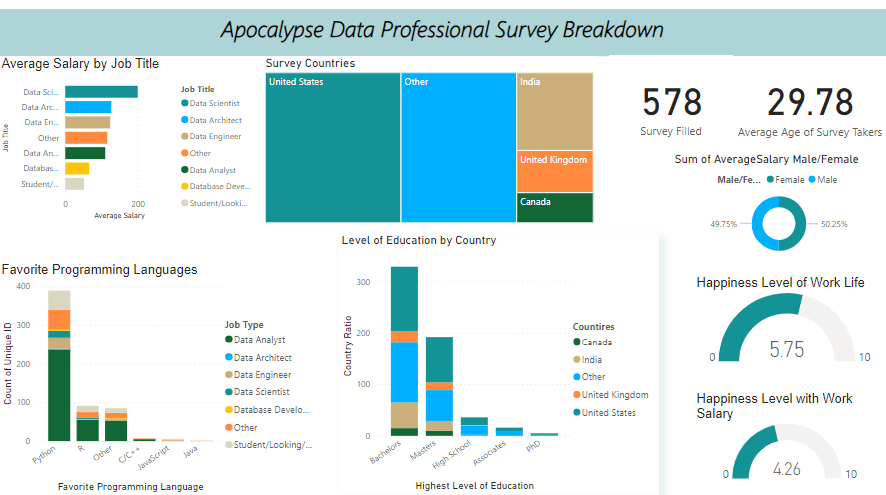 Apocalypse Data Professional Survey Breakdown
Average Salary by Job Title
Job Title
Data Sci...
Data Arc...
Data En...
Other
Data An...
Databas...
Student/...
0
200
Average Salary
Job Title
Data Scientist
Data Architect
Data Engineer
Other
Data Analyst
Database Deve...
Student/Looki...
Survey Countries
United States
Other
India
United Kingdom
Canada
578
Survey Filled
29.78
Average Age of Survey Takers
Sum of AverageSalary Male/Female
Male/Fe...
Female
Male
49.75%
50.25%
Favorite Programming Languages
Count of Unique ID
400
300
200
100
0
Python
R
Other
C/C++
JavaScript
Java
Favorite Programming Language
Job Type
Data Analyst
Data Architect
Data Engineer
Data Scientist
Database Develo...
Other
Student/Looking/...
Level of Education by Country
Country Ratio
300
200
100
0
Bachelors
Masters
High School
Associates
PhD
Highest Level of Education
Countires
Canada
India
Other
United Kingdom
United States
Happiness Level of Work Life
0
5.75
10
Happiness Level with Work
Salary
0
4.26
10